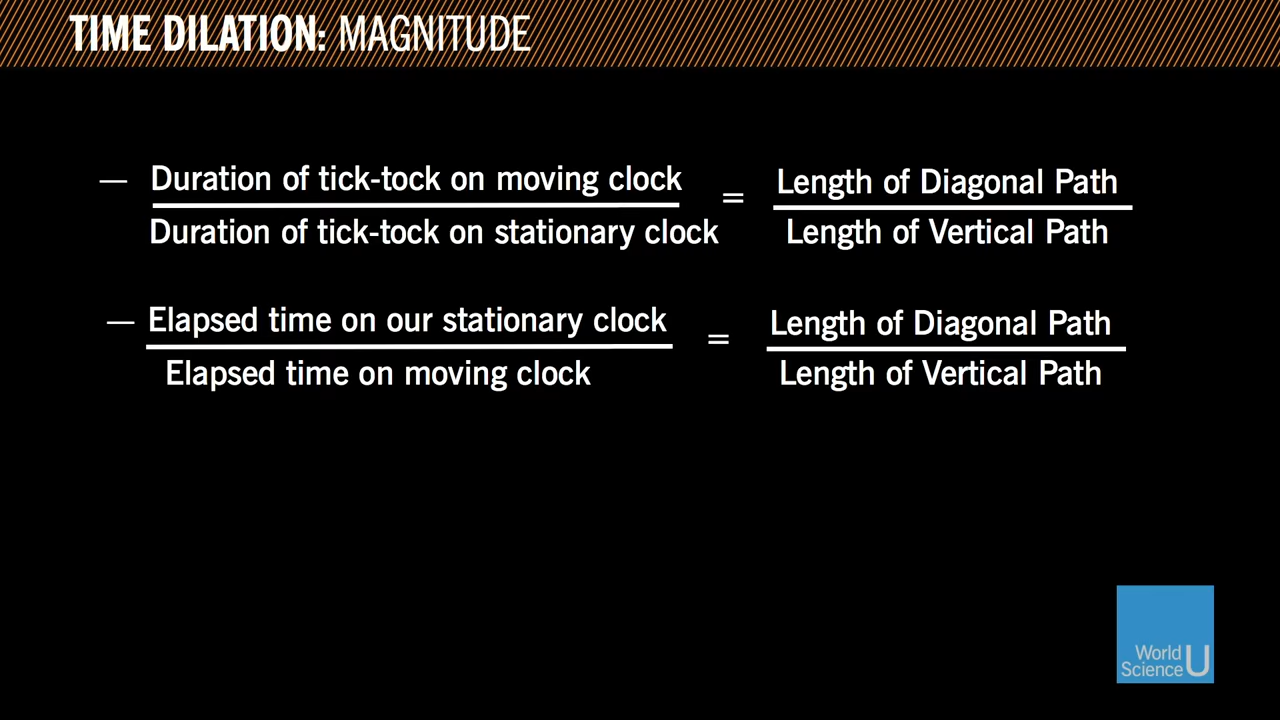 TIME DILATION: MAGNITUDE
— Duration of tick-tock on moving clock = Length of Diagonal Path
Duration of tick-tock on stationary clock Length of Vertical Path
— Elapsed time on our stationary clock = Length of Diagonal Path
Elapsed time on moving clock Length of Vertical Path
World
Science U